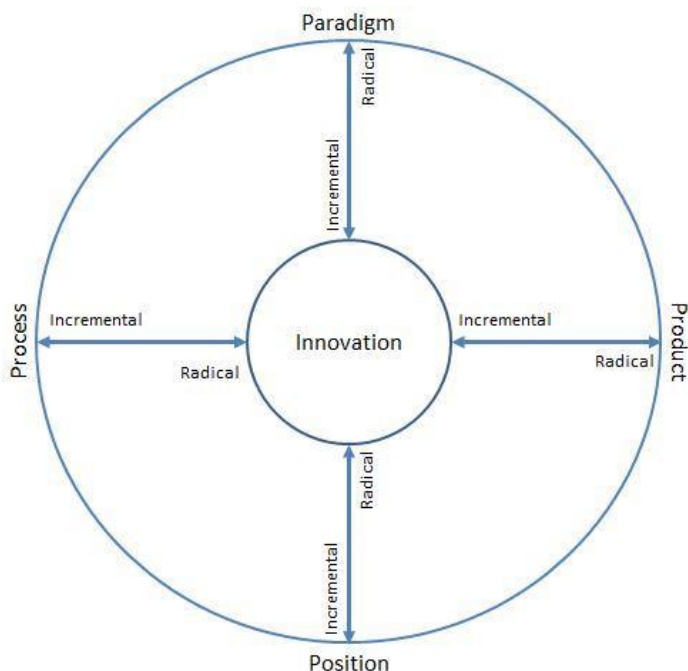 Paradigm
Radical
Incremental
Process
Incremental
Radical
Innovation
Incremental
Radical
Product
Radical
Incremental
Position